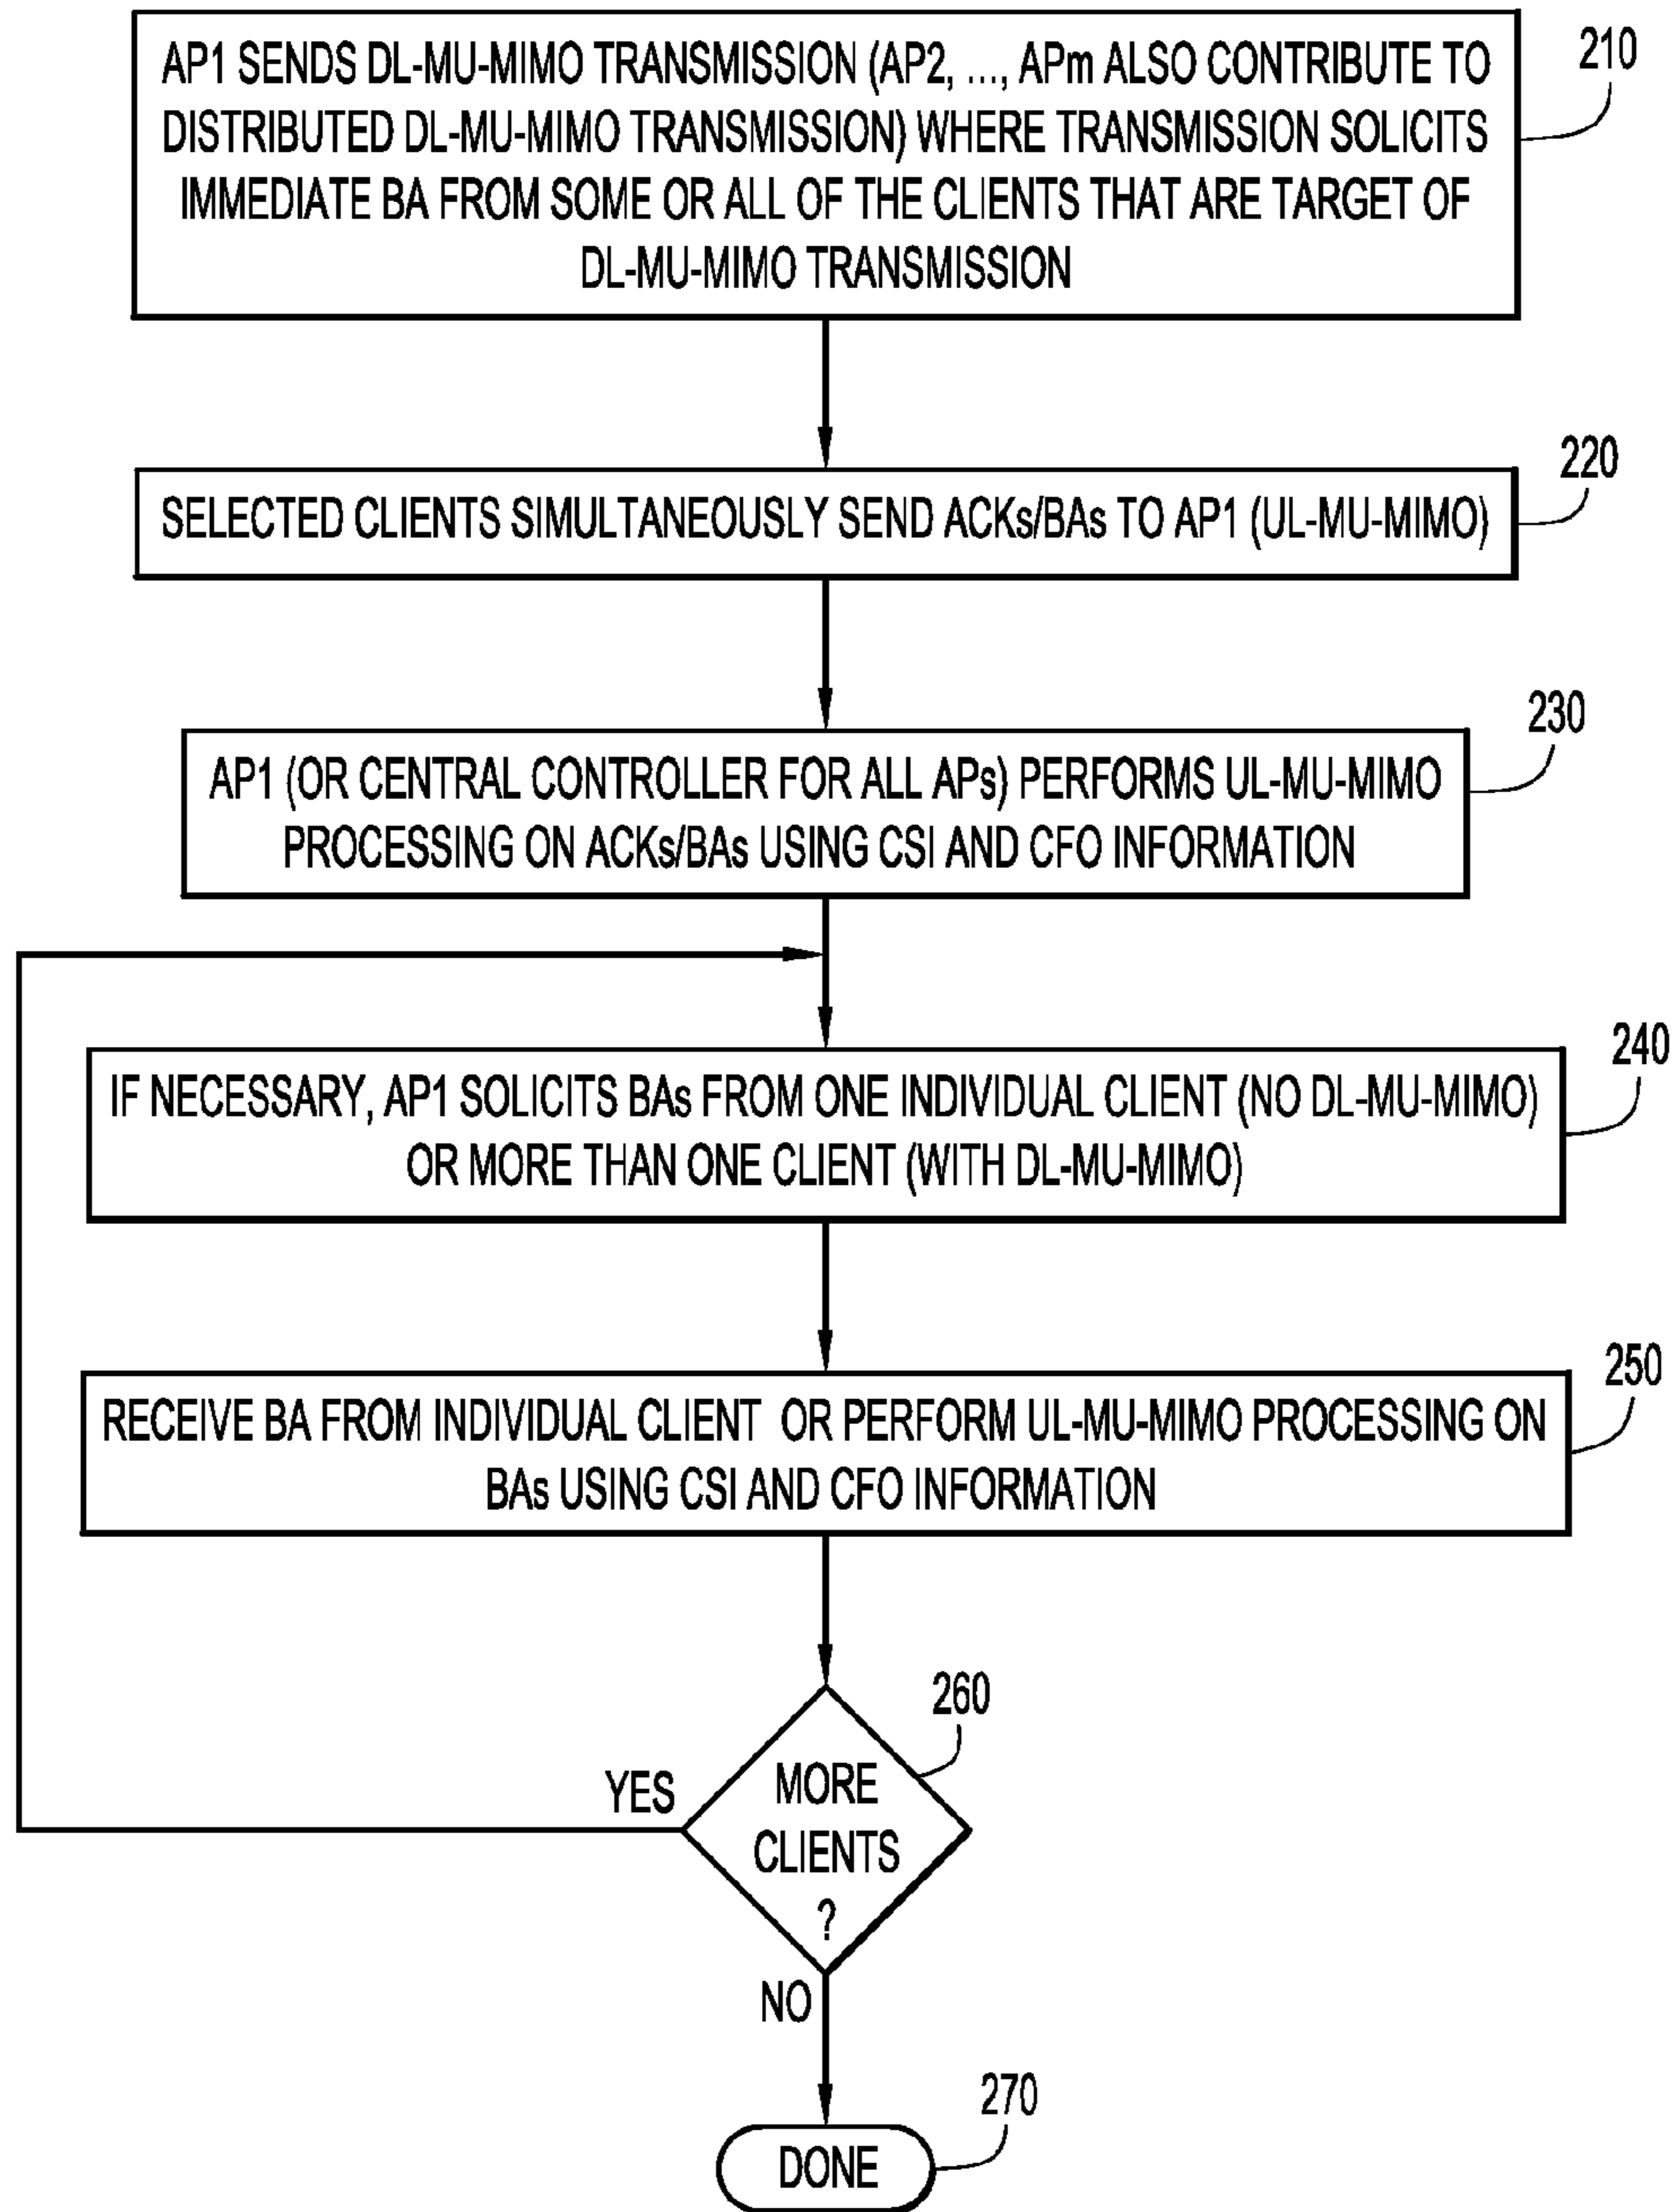 AP1 SENDS DL-MU-MIMO TRANSMISSION (AP2, ..., APm ALSO CONTRIBUTE TO
DISTRIBUTED DL-MU-MIMO TRANSMISSION) WHERE TRANSMISSION SOLICITS
IMMEDIATE BA FROM SOME OR ALL OF THE CLIENTS THAT ARE TARGET OF
DL-MU-MIMO TRANSMISSION
210
SELECTED CLIENTS SIMULTANEOUSLY SEND ACKs/BAs TO AP1 (UL-MU-MIMO)
220
AP1 (OR CENTRAL CONTROLLER FOR ALL APs) PERFORMS UL-MU-MIMO
PROCESSING ON ACKs/BAs USING CSI AND CFO INFORMATION
230
IF NECESSARY, AP1 SOLICITS BAs FROM ONE INDIVIDUAL CLIENT (NO DL-MU-MIMO)
OR MORE THAN ONE CLIENT (WITH DL-MU-MIMO)
240
RECEIVE BA FROM INDIVIDUAL CLIENT OR PERFORM UL-MU-MIMO PROCESSING ON
BAs USING CSI AND CFO INFORMATION
250
MORE
CLIENTS
?
260
YES
NO
DONE
270